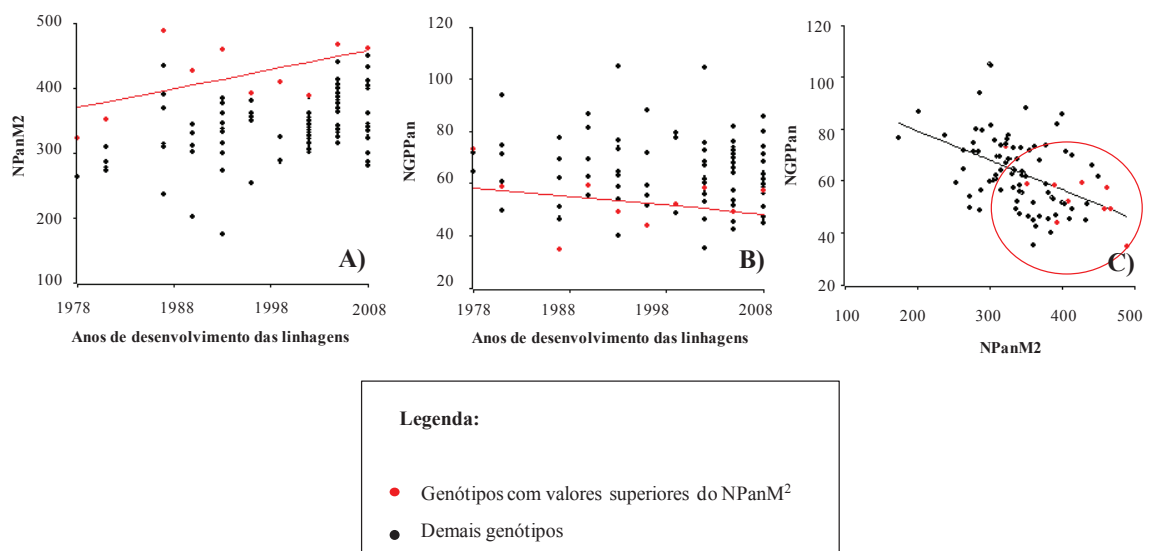 NPanM2
500
400
300
200
100
1978
1988
1998
2008
A)
Anos de desenvolvimento das linhagens
NGPPan
120
100
80
60
40
20
1978
1988
1998
2008
B)
Anos de desenvolvimento das linhagens
NGPPan
120
100
80
60
40
20
100
200
300
400
500
C)
NPanM2
Legenda:
Genótipos com valores superiores do NPanM²
Demais genótipos